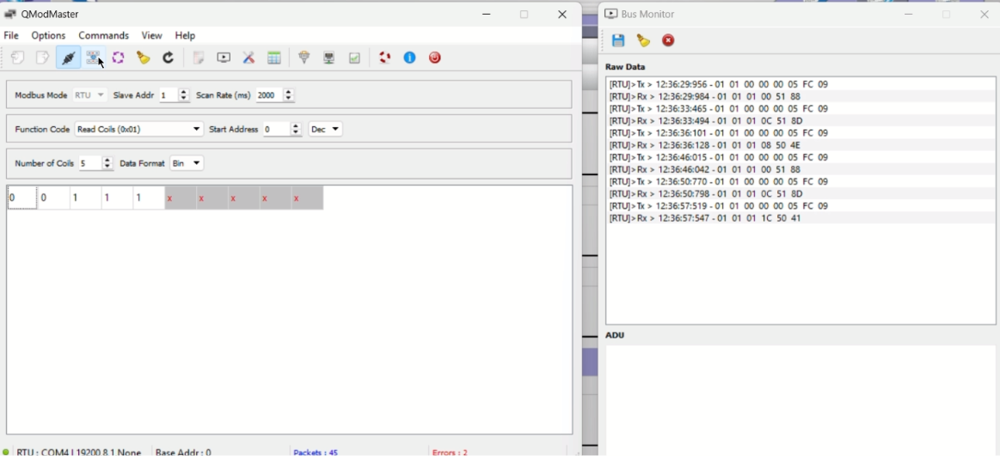 QModMaster
File Options Commands View Help
Modbus Mode RTU Slave Addr 1 Scan Rate (ms) 2000
Function Code Read Coils (0x01) Start Address 0 Dec
Number of Coils 5 Data Format Bin
0 0 1 1 1 x x x x x
RTU : COM4 | 19200,8,1,None Base Addr : 0 Packets : 45 Errors : 2
Bus Monitor
Raw Data
[RTU]>Tx > 12:36:29:956 - 01 01 00 00 00 05 FC 09
[RTU]>Rx > 12:36:29:984 - 01 01 01 00 51 88
[RTU]>Tx > 12:36:33:465 - 01 01 00 00 00 05 FC 09
[RTU]>Rx > 12:36:33:494 - 01 01 01 0C 51 8D
[RTU]>Tx > 12:36:36:101 - 01 01 00 00 00 05 FC 09
[RTU]>Rx > 12:36:36:128 - 01 01 01 08 50 4E
[RTU]>Tx > 12:36:46:015 - 01 01 00 00 00 05 FC 09
[RTU]>Rx > 12:36:46:042 - 01 01 01 00 51 88
[RTU]>Tx > 12:36:50:770 - 01 01 00 00 00 05 FC 09
[RTU]>Rx > 12:36:50:798 - 01 01 01 0C 51 8D
[RTU]>Tx > 12:36:57:519 - 01 01 00 00 00 05 FC 09
[RTU]>Rx > 12:36:57:547 - 01 01 01 1C 50 41
ADU